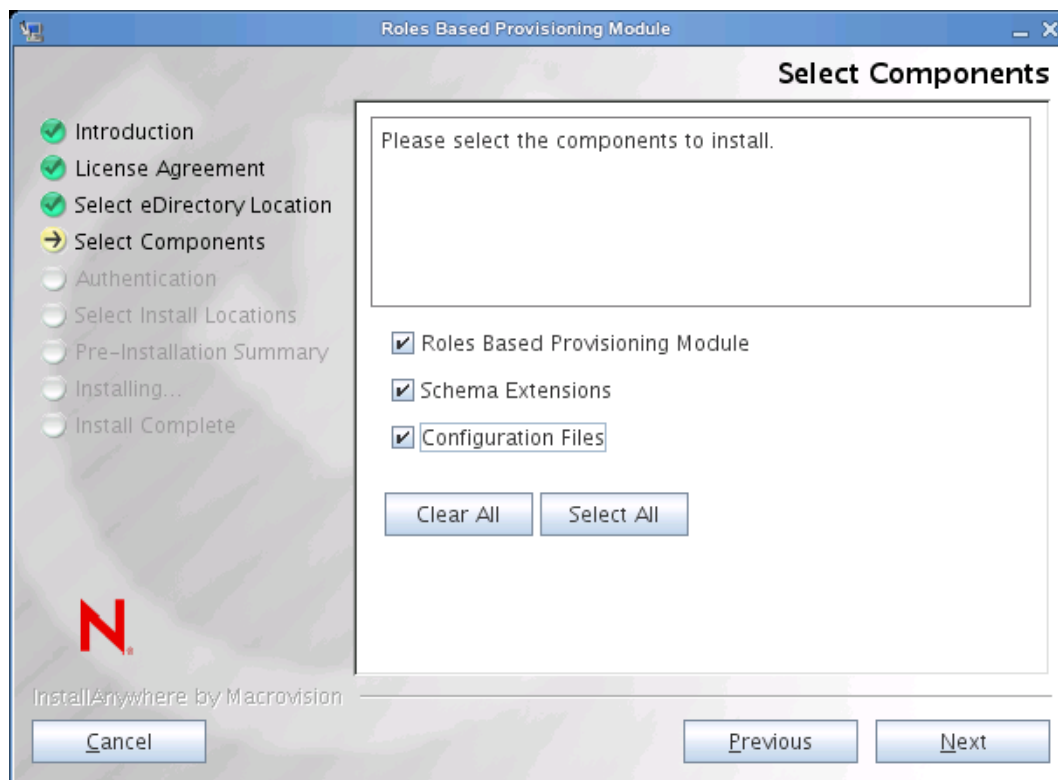 Roles Based Provisioning Module
Select Components
Introduction
License Agreement
Select eDirectory Location
Select Components
Authentication
Select Install Locations
Pre-Installation Summary
Installing...
Install Complete
Please select the components to install.
Roles Based Provisioning Module
Schema Extensions
Configuration Files
Clear All
Select All
N
InstallAnywhere by Macrovision
Cancel
Previous
Next